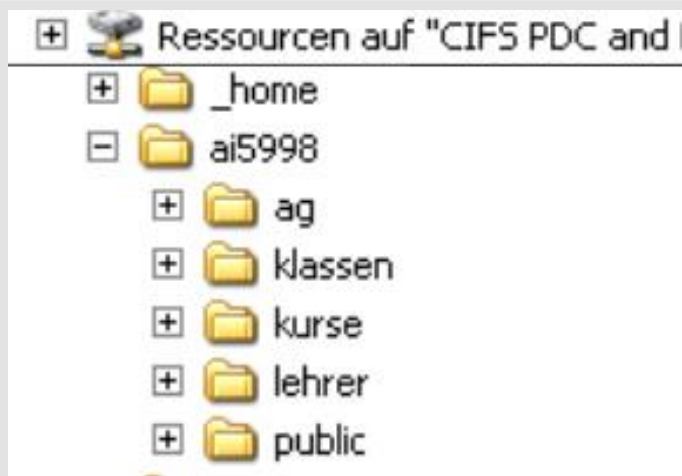 Ressourcen auf "CIFS PDC and
_home
ai5998
ag
klassen
kurse
lehrer
public